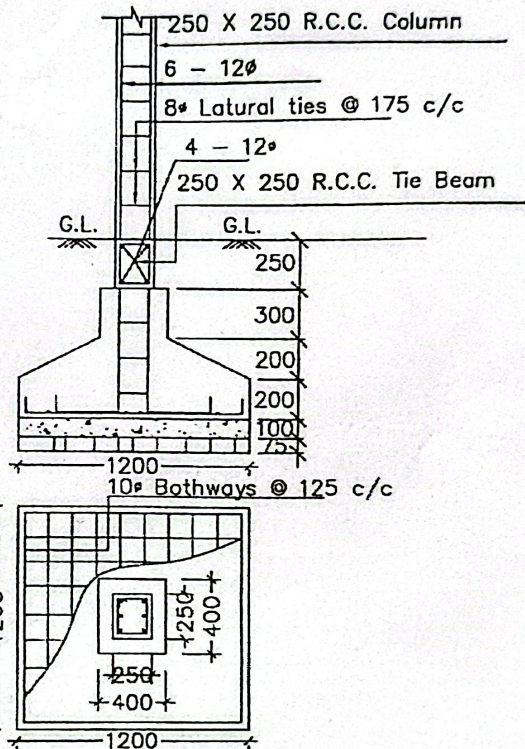 250 X 250 R.C.C. Column
6 - 12ø
8ø Latural ties @ 175 c/c
4 - 12ø
250 X 250 R.C.C. Tie Beam
G.L. G.L.
250
300
200
200
100
75
1200
10ø Bothways @ 125 c/c
1200
250
400
250
400
1200